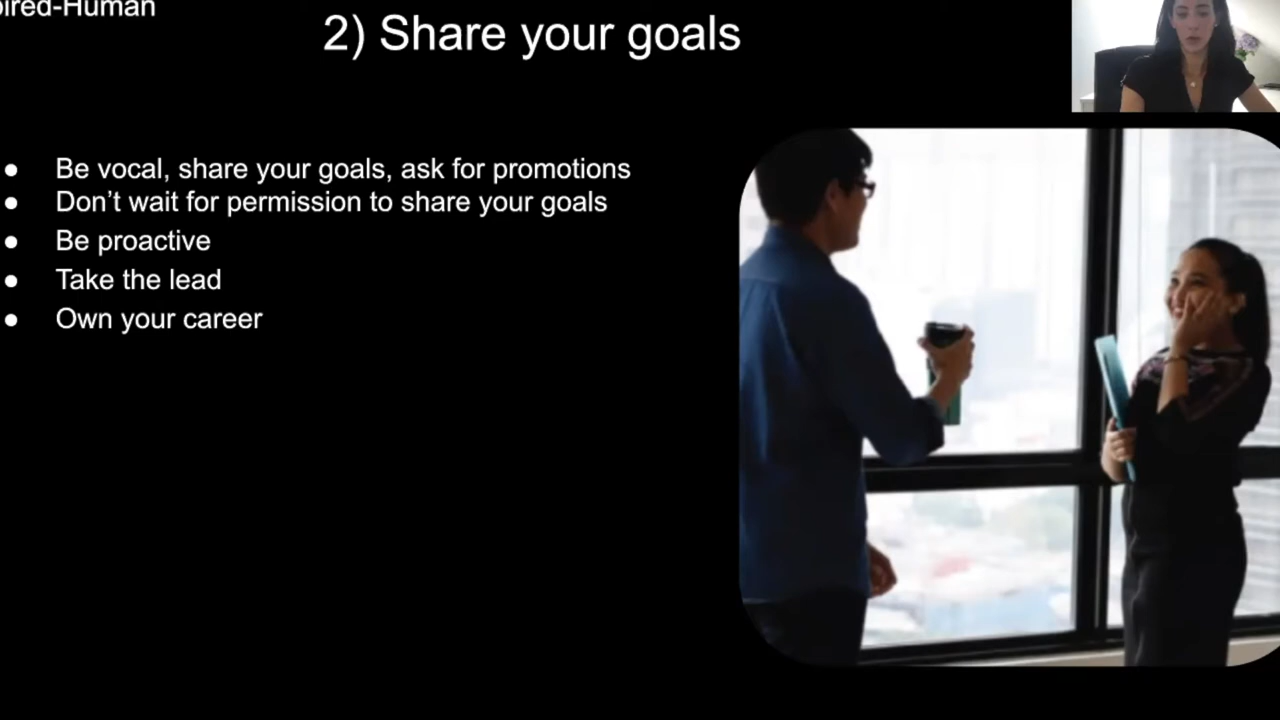 2) Share your goals
● Be vocal, share your goals, ask for promotions
● Don’t wait for permission to share your goals
● Be proactive
● Take the lead
● Own your career